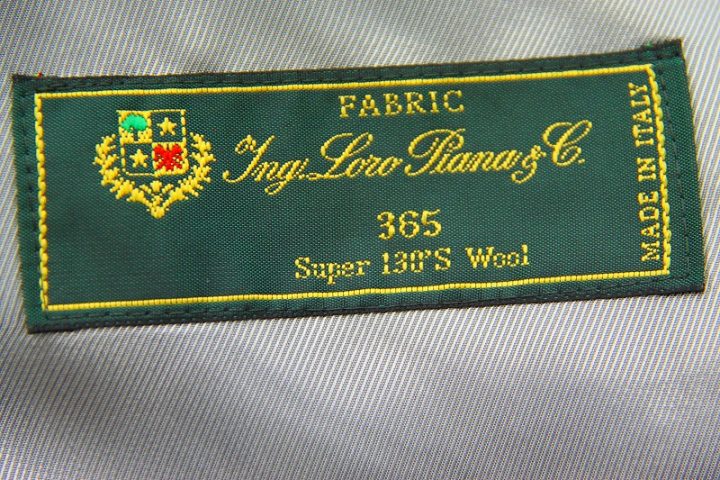 FABRIC
Ing. Loro Piana & C.
365
Super 130'S Wool
MADE IN ITALY